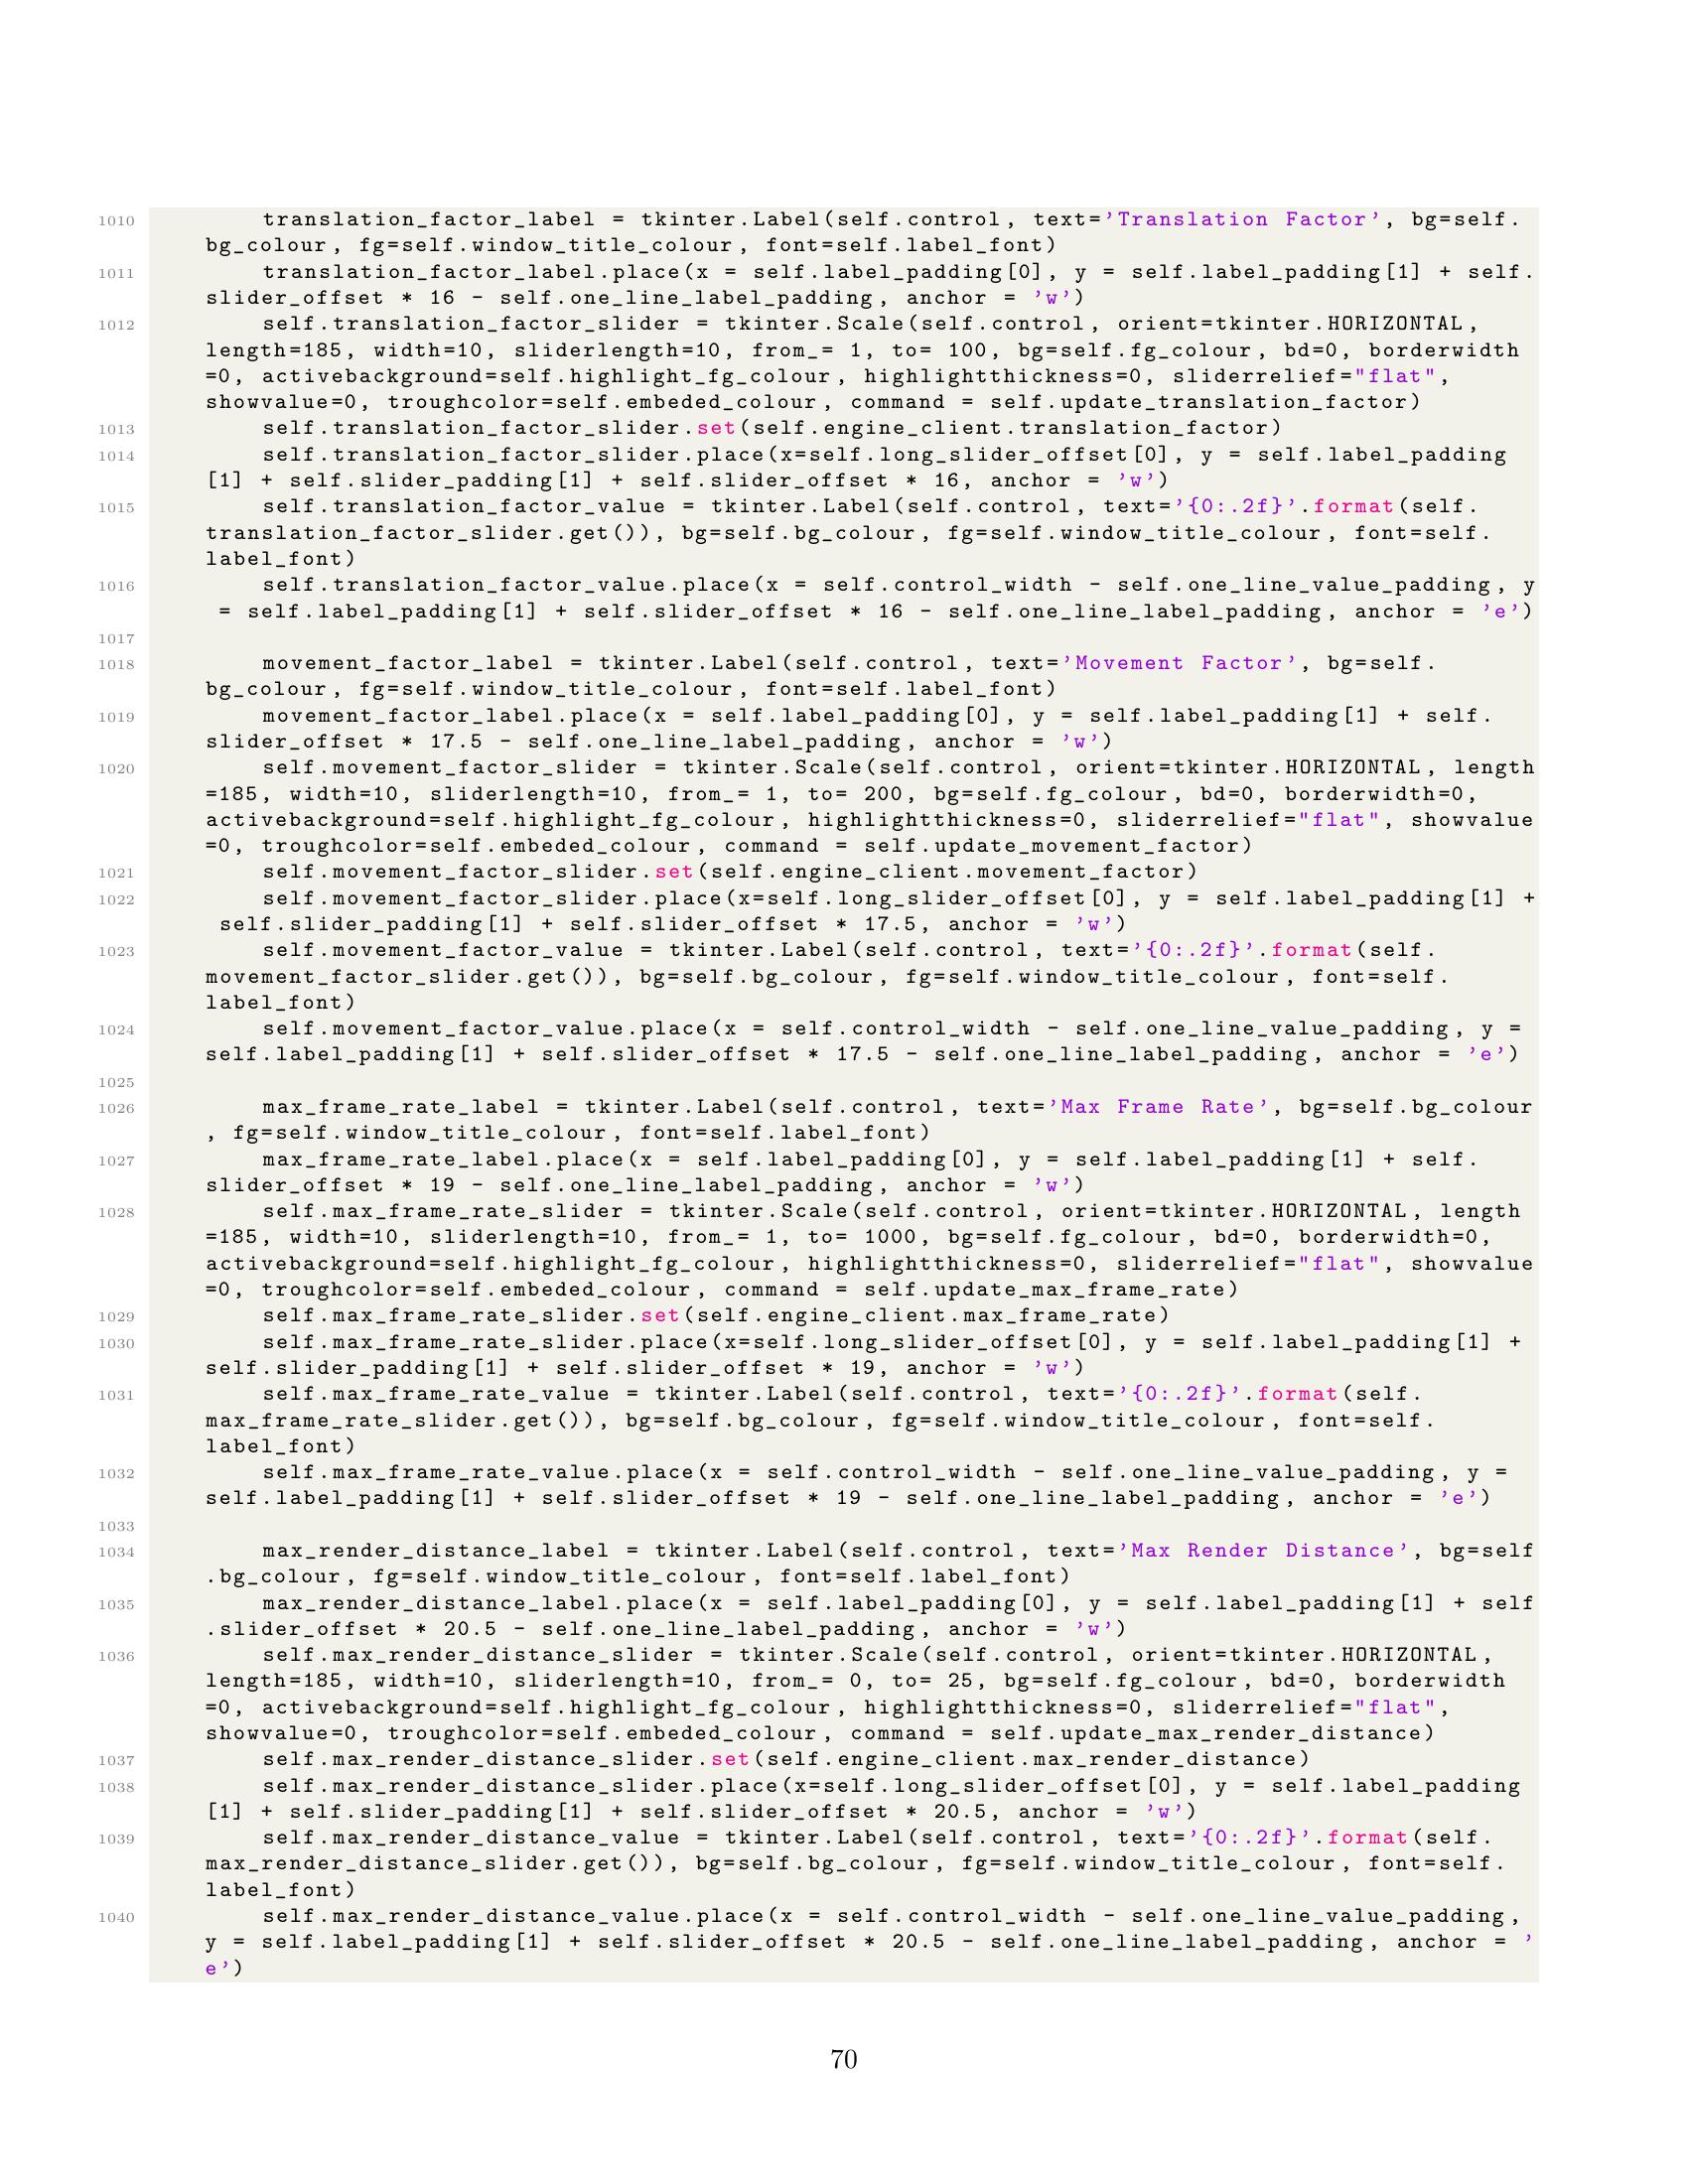 1010 translation_factor_label = tkinter.Label(self.control, text='Translation Factor', bg=self.
bg_colour, fg=self.window_title_colour, font=self.label_font)
1011 translation_factor_label.place(x = self.label_padding[0], y = self.label_padding[1] + self.
slider_offset * 16 - self.one_line_label_padding, anchor = 'w')
1012 self.translation_factor_slider = tkinter.Scale(self.control, orient=tkinter.HORIZONTAL,
length=185, width=10, sliderlength=10, from_= 1, to= 100, bg=self.fg_colour, bd=0, borderwidth
=0, activebackground=self.highlight_fg_colour, highlightthickness=0, sliderrelief="flat",
showvalue=0, troughcolor=self.embeded_colour, command = self.update_translation_factor)
1013 self.translation_factor_slider.set(self.engine_client.translation_factor)
1014 self.translation_factor_slider.place(x=self.long_slider_offset[0], y = self.label_padding
[1] + self.slider_padding[1] + self.slider_offset * 16, anchor = 'w')
1015 self.translation_factor_value = tkinter.Label(self.control, text='{0:.2f}'.format(self.
translation_factor_slider.get()), bg=self.bg_colour, fg=self.window_title_colour, font=self.
label_font)
1016 self.translation_factor_value.place(x = self.control_width - self.one_line_value_padding, y
= self.label_padding[1] + self.slider_offset * 16 - self.one_line_label_padding, anchor = 'e')
1017
1018 movement_factor_label = tkinter.Label(self.control, text='Movement Factor', bg=self.
bg_colour, fg=self.window_title_colour, font=self.label_font)
1019 movement_factor_label.place(x = self.label_padding[0], y = self.label_padding[1] + self.
slider_offset * 17.5 - self.one_line_label_padding, anchor = 'w')
1020 self.movement_factor_slider = tkinter.Scale(self.control, orient=tkinter.HORIZONTAL, length
=185, width=10, sliderlength=10, from_= 1, to= 200, bg=self.fg_colour, bd=0, borderwidth=0,
activebackground=self.highlight_fg_colour, highlightthickness=0, sliderrelief="flat", showvalue
=0, troughcolor=self.embeded_colour, command = self.update_movement_factor)
1021 self.movement_factor_slider.set(self.engine_client.movement_factor)
1022 self.movement_factor_slider.place(x=self.long_slider_offset[0], y = self.label_padding[1] +
self.slider_padding[1] + self.slider_offset * 17.5, anchor = 'w')
1023 self.movement_factor_value = tkinter.Label(self.control, text='{0:.2f}'.format(self.
movement_factor_slider.get()), bg=self.bg_colour, fg=self.window_title_colour, font=self.
label_font)
1024 self.movement_factor_value.place(x = self.control_width - self.one_line_value_padding, y =
self.label_padding[1] + self.slider_offset * 17.5 - self.one_line_label_padding, anchor = 'e')
1025
1026 max_frame_rate_label = tkinter.Label(self.control, text='Max Frame Rate', bg=self.bg_colour
, fg=self.window_title_colour, font=self.label_font)
1027 max_frame_rate_label.place(x = self.label_padding[0], y = self.label_padding[1] + self.
slider_offset * 19 - self.one_line_label_padding, anchor = 'w')
1028 self.max_frame_rate_slider = tkinter.Scale(self.control, orient=tkinter.HORIZONTAL, length
=185, width=10, sliderlength=10, from_= 1, to= 1000, bg=self.fg_colour, bd=0, borderwidth=0,
activebackground=self.highlight_fg_colour, highlightthickness=0, sliderrelief="flat", showvalue
=0, troughcolor=self.embeded_colour, command = self.update_max_frame_rate)
1029 self.max_frame_rate_slider.set(self.engine_client.max_frame_rate)
1030 self.max_frame_rate_slider.place(x=self.long_slider_offset[0], y = self.label_padding[1] +
self.slider_padding[1] + self.slider_offset * 19, anchor = 'w')
1031 self.max_frame_rate_value = tkinter.Label(self.control, text='{0:.2f}'.format(self.
max_frame_rate_slider.get()), bg=self.bg_colour, fg=self.window_title_colour, font=self.
label_font)
1032 self.max_frame_rate_value.place(x = self.control_width - self.one_line_value_padding, y =
self.label_padding[1] + self.slider_offset * 19 - self.one_line_label_padding, anchor = 'e')
1033
1034 max_render_distance_label = tkinter.Label(self.control, text='Max Render Distance', bg=self
.bg_colour, fg=self.window_title_colour, font=self.label_font)
1035 max_render_distance_label.place(x = self.label_padding[0], y = self.label_padding[1] + self
.slider_offset * 20.5 - self.one_line_label_padding, anchor = 'w')
1036 self.max_render_distance_slider = tkinter.Scale(self.control, orient=tkinter.HORIZONTAL,
length=185, width=10, sliderlength=10, from_= 0, to= 25, bg=self.fg_colour, bd=0, borderwidth
=0, activebackground=self.highlight_fg_colour, highlightthickness=0, sliderrelief="flat",
showvalue=0, troughcolor=self.embeded_colour, command = self.update_max_render_distance)
1037 self.max_render_distance_slider.set(self.engine_client.max_render_distance)
1038 self.max_render_distance_slider.place(x=self.long_slider_offset[0], y = self.label_padding
[1] + self.slider_padding[1] + self.slider_offset * 20.5, anchor = 'w')
1039 self.max_render_distance_value = tkinter.Label(self.control, text='{0:.2f}'.format(self.
max_render_distance_slider.get()), bg=self.bg_colour, fg=self.window_title_colour, font=self.
label_font)
1040 self.max_render_distance_value.place(x = self.control_width - self.one_line_value_padding,
y = self.label_padding[1] + self.slider_offset * 20.5 - self.one_line_label_padding, anchor = '
e')
70